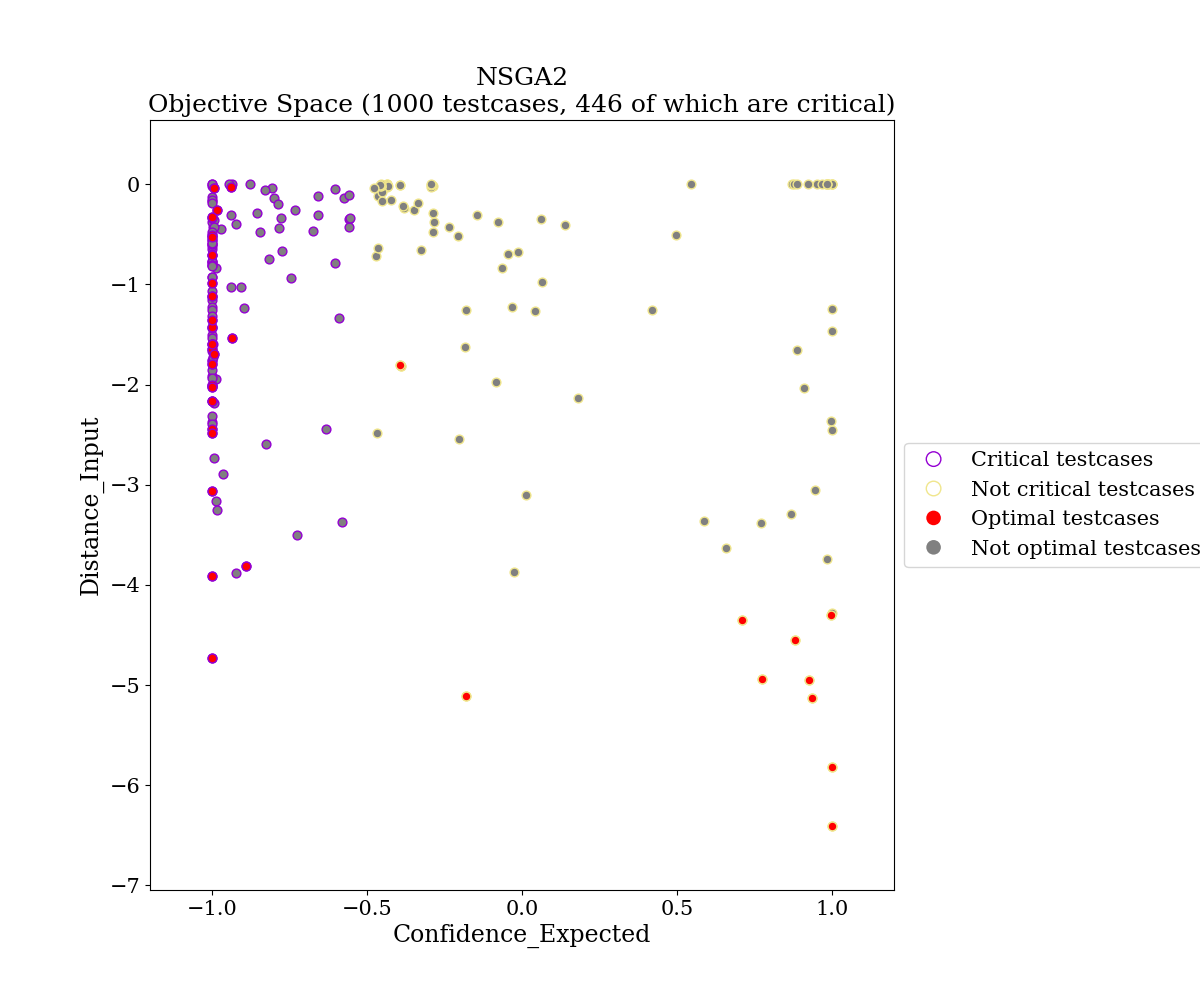 NSGA2
Objective Space (1000 testcases, 446 of which are critical)
0
−1
−2
−3
−4
−5
−6
−7
Distance_Input
−1.0
−0.5
0.0
0.5
1.0
Confidence_Expected
Critical testcases
Not critical testcases
Optimal testcases
Not optimal testcases